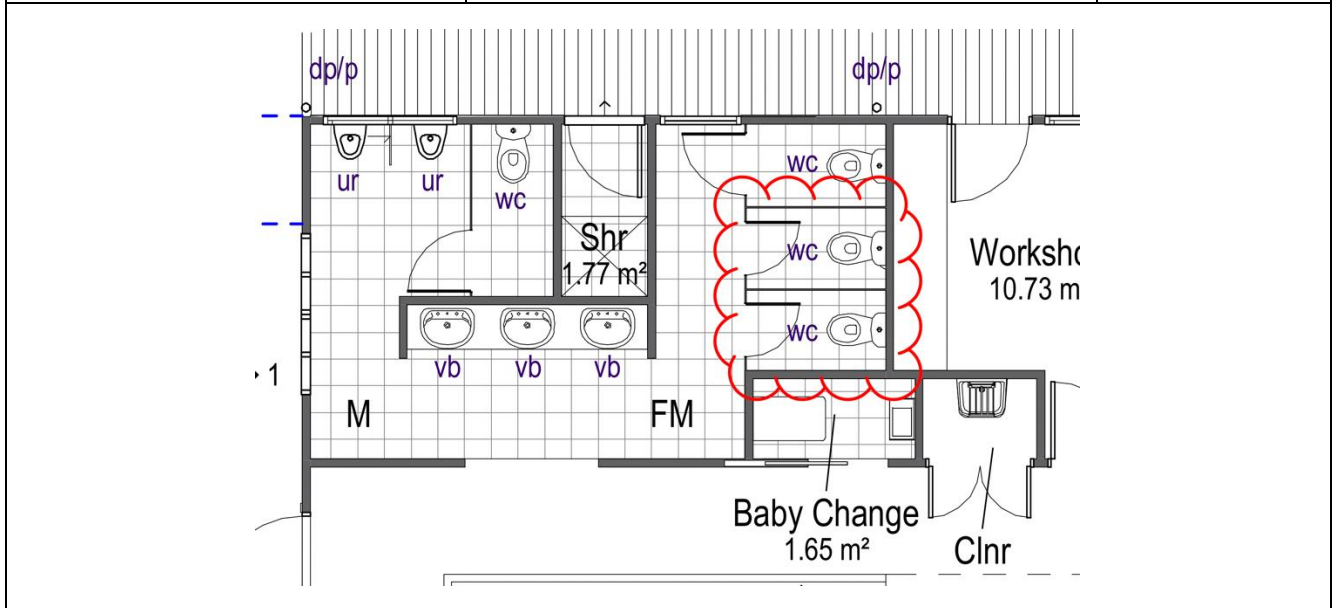 dp/p
dp/p
ur
ur
wc
wc
Shr
1.77 m²
wc
wc
Worksho
10.73 m
vb
vb
vb
1
M
FM
Baby Change
1.65 m²
Clnr